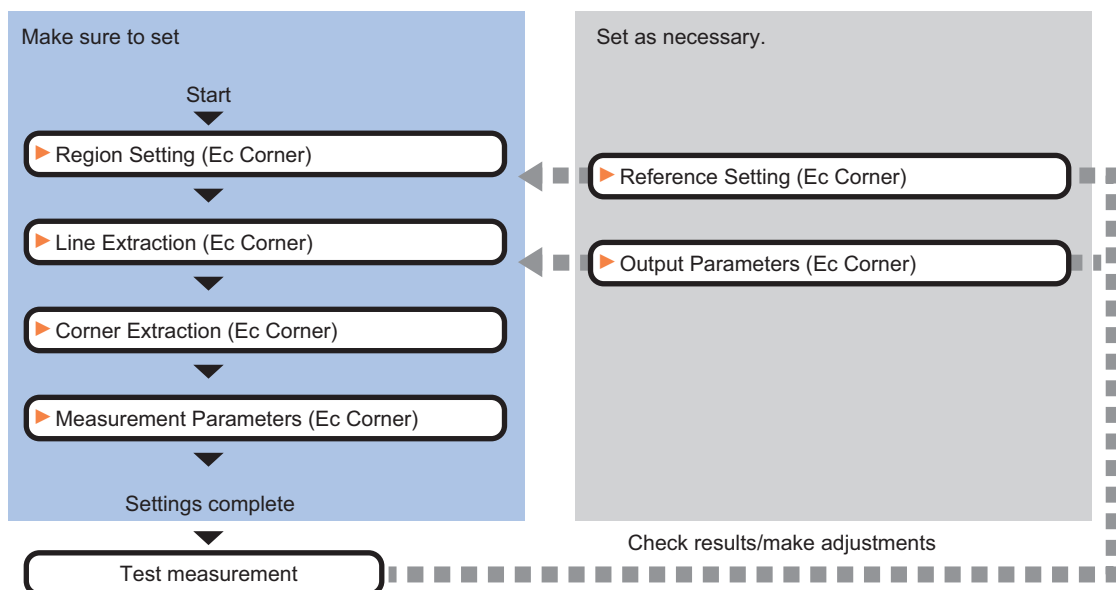 Make sure to set
Start
Region Setting (Ec Corner)
Line Extraction (Ec Corner)
Corner Extraction (Ec Corner)
Measurement Parameters (Ec Corner)
Settings complete
Test measurement
Set as necessary.
Reference Setting (Ec Corner)
Output Parameters (Ec Corner)
Check results/make adjustments